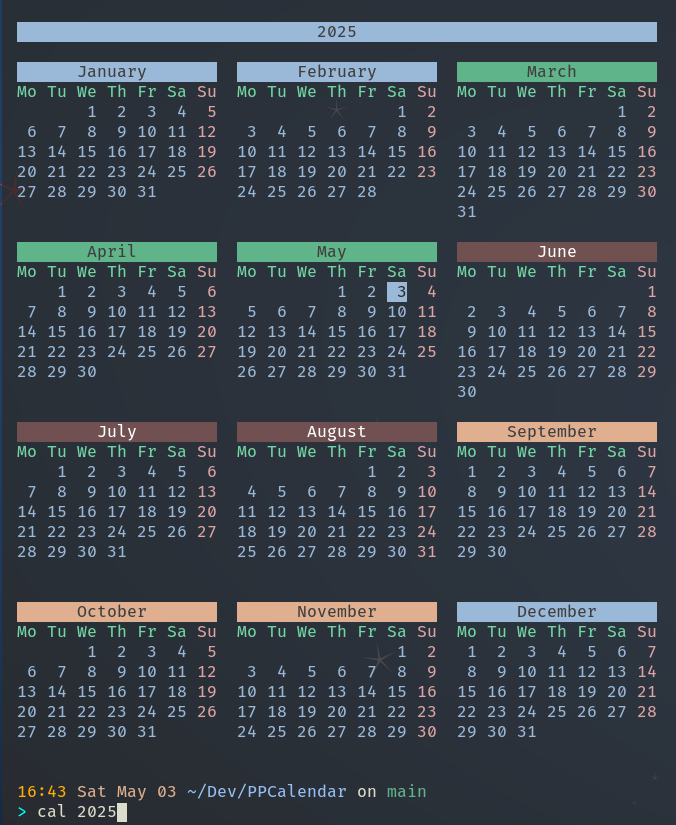 2025
January February March
Mo Tu We Th Fr Sa Su Mo Tu We Th Fr Sa Su Mo Tu We Th Fr Sa Su
1 2 3 4 5 1 2 1 2
6 7 8 9 10 11 12 3 4 5 6 7 8 9 3 4 5 6 7 8 9
13 14 15 16 17 18 19 10 11 12 13 14 15 16 10 11 12 13 14 15 16
20 21 22 23 24 25 26 17 18 19 20 21 22 23 17 18 19 20 21 22 23
27 28 29 30 31 24 25 26 27 28 24 25 26 27 28 29 30
31
April May June
Mo Tu We Th Fr Sa Su Mo Tu We Th Fr Sa Su Mo Tu We Th Fr Sa Su
1 2 3 4 5 6 1 2 3 4 1
7 8 9 10 11 12 13 5 6 7 8 9 10 11 2 3 4 5 6 7 8
14 15 16 17 18 19 20 12 13 14 15 16 17 18 9 10 11 12 13 14 15
21 22 23 24 25 26 27 19 20 21 22 23 24 25 16 17 18 19 20 21 22
28 29 30 26 27 28 29 30 31 23 24 25 26 27 28 29
30
July August September
Mo Tu We Th Fr Sa Su Mo Tu We Th Fr Sa Su Mo Tu We Th Fr Sa Su
1 2 3 4 5 6 1 2 3 1 2 3 4 5 6 7
7 8 9 10 11 12 13 4 5 6 7 8 9 10 8 9 10 11 12 13 14
14 15 16 17 18 19 20 11 12 13 14 15 16 17 15 16 17 18 19 20 21
21 22 23 24 25 26 27 18 19 20 21 22 23 24 22 23 24 25 26 27 28
28 29 30 31 25 26 27 28 29 30 31 29 30
October November December
Mo Tu We Th Fr Sa Su Mo Tu We Th Fr Sa Su Mo Tu We Th Fr Sa Su
1 2 3 4 5 1 2 1 2 3 4 5 6 7
6 7 8 9 10 11 12 3 4 5 6 7 8 9 8 9 10 11 12 13 14
13 14 15 16 17 18 19 10 11 12 13 14 15 16 15 16 17 18 19 20 21
20 21 22 23 24 25 26 17 18 19 20 21 22 23 22 23 24 25 26 27 28
27 28 29 30 31 24 25 26 27 28 29 30 29 30 31
16:43 Sat May 03 ~/Dev/PPCalendar on main
> cal 2025